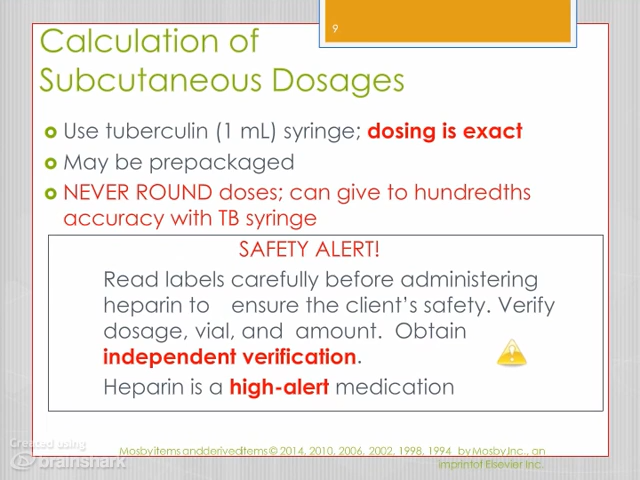 9
Calculation of
Subcutaneous Dosages
Use tuberculin (1 mL) syringe; dosing is exact
May be prepackaged
NEVER ROUND doses; can give to hundredths
accuracy with TB syringe
SAFETY ALERT!
Read labels carefully before administering
heparin to ensure the client's safety. Verify
dosage, vial, and amount. Obtain
independent verification.
Heparin is a high-alert medication
Mosby items and derived items © 2014, 2010, 2006, 2002, 1998, 1994 by Mosby, Inc., an
imprint of Elsevier Inc.
Created using
brainshark